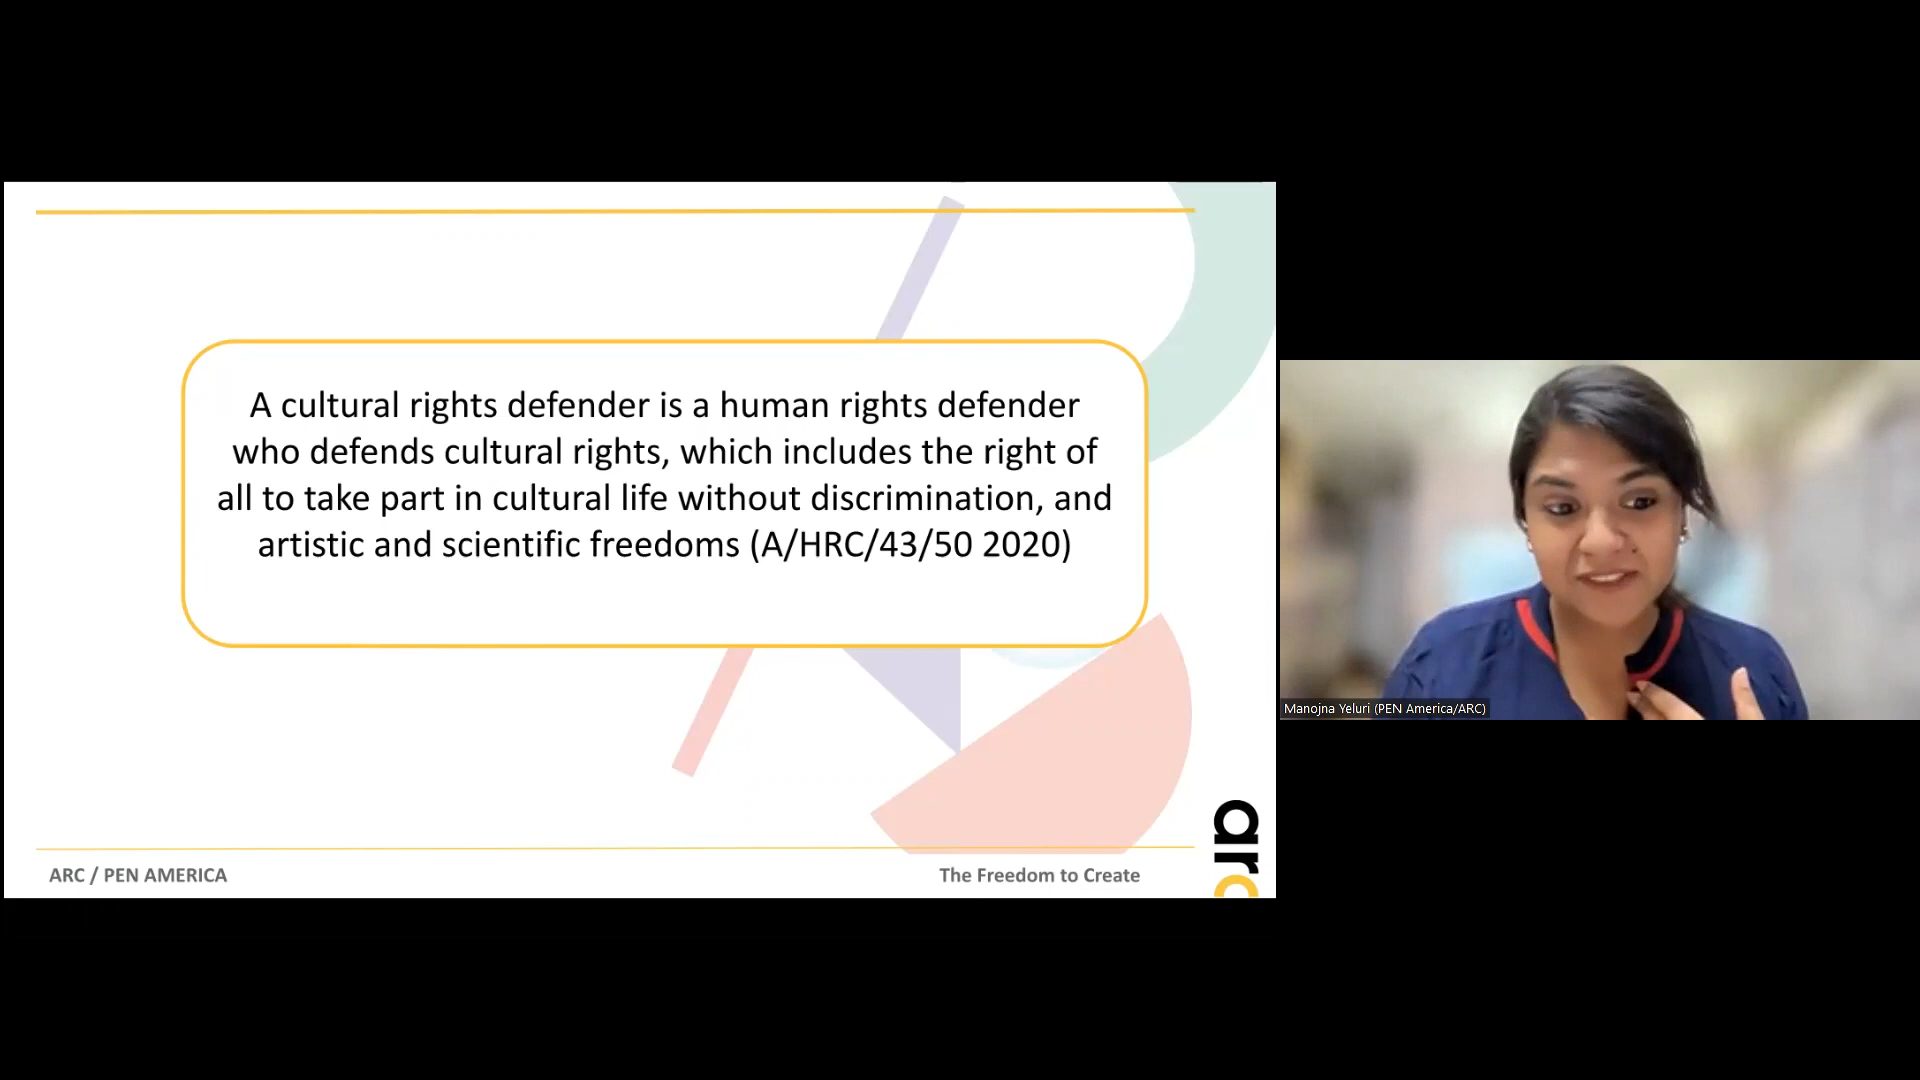 A cultural rights defender is a human rights defender
who defends cultural rights, which includes the right of
all to take part in cultural life without discrimination, and
artistic and scientific freedoms (A/HRC/43/50 2020)
ARC / PEN AMERICA
The Freedom to Create
arc
Manojna Yeluri (PEN America/ARC)